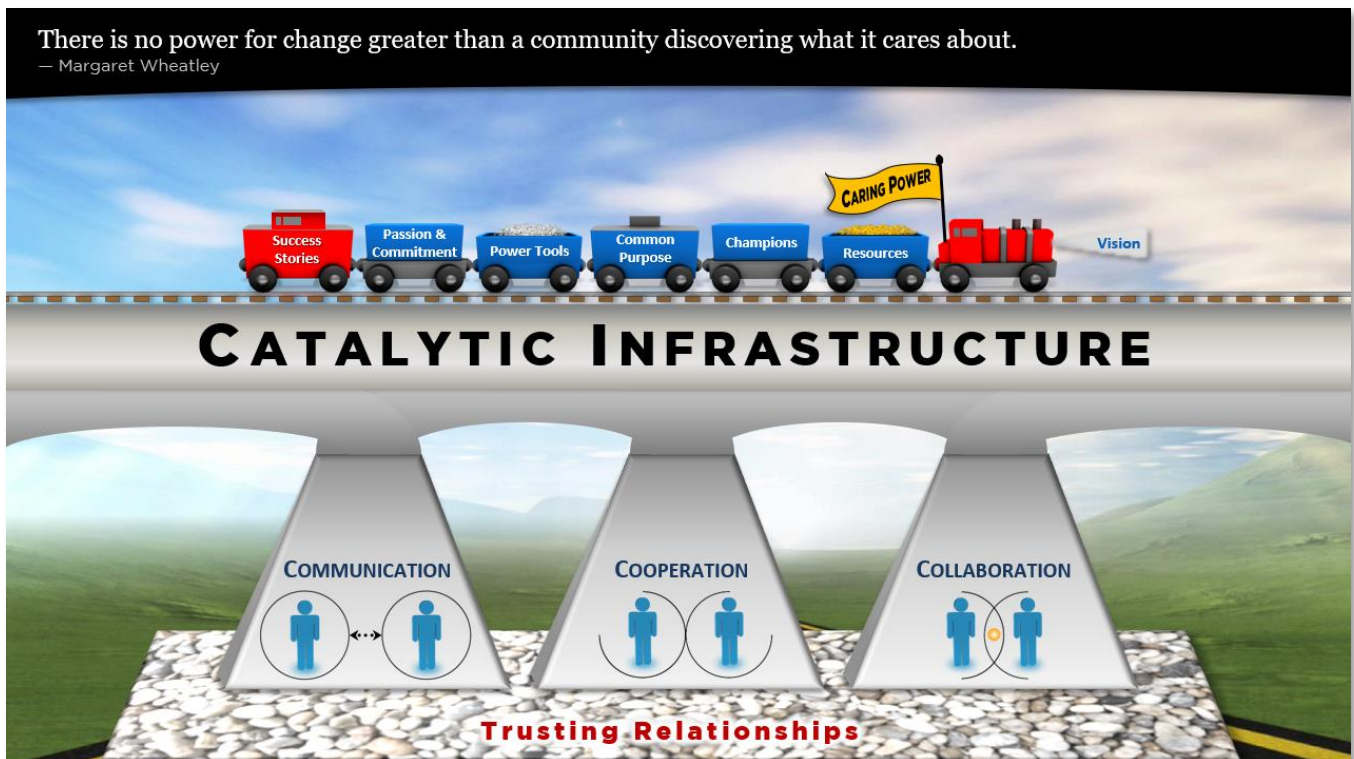 There is no power for change greater than a community discovering what it cares about.
— Margaret Wheatley
CARING POWER
Success
Stories
Passion &
Commitment
Power Tools
Common
Purpose
Champions
Resources
Vision
CATALYTIC INFRASTRUCTURE
COMMUNICATION
COOPERATION
COLLABORATION
Trusting Relationships